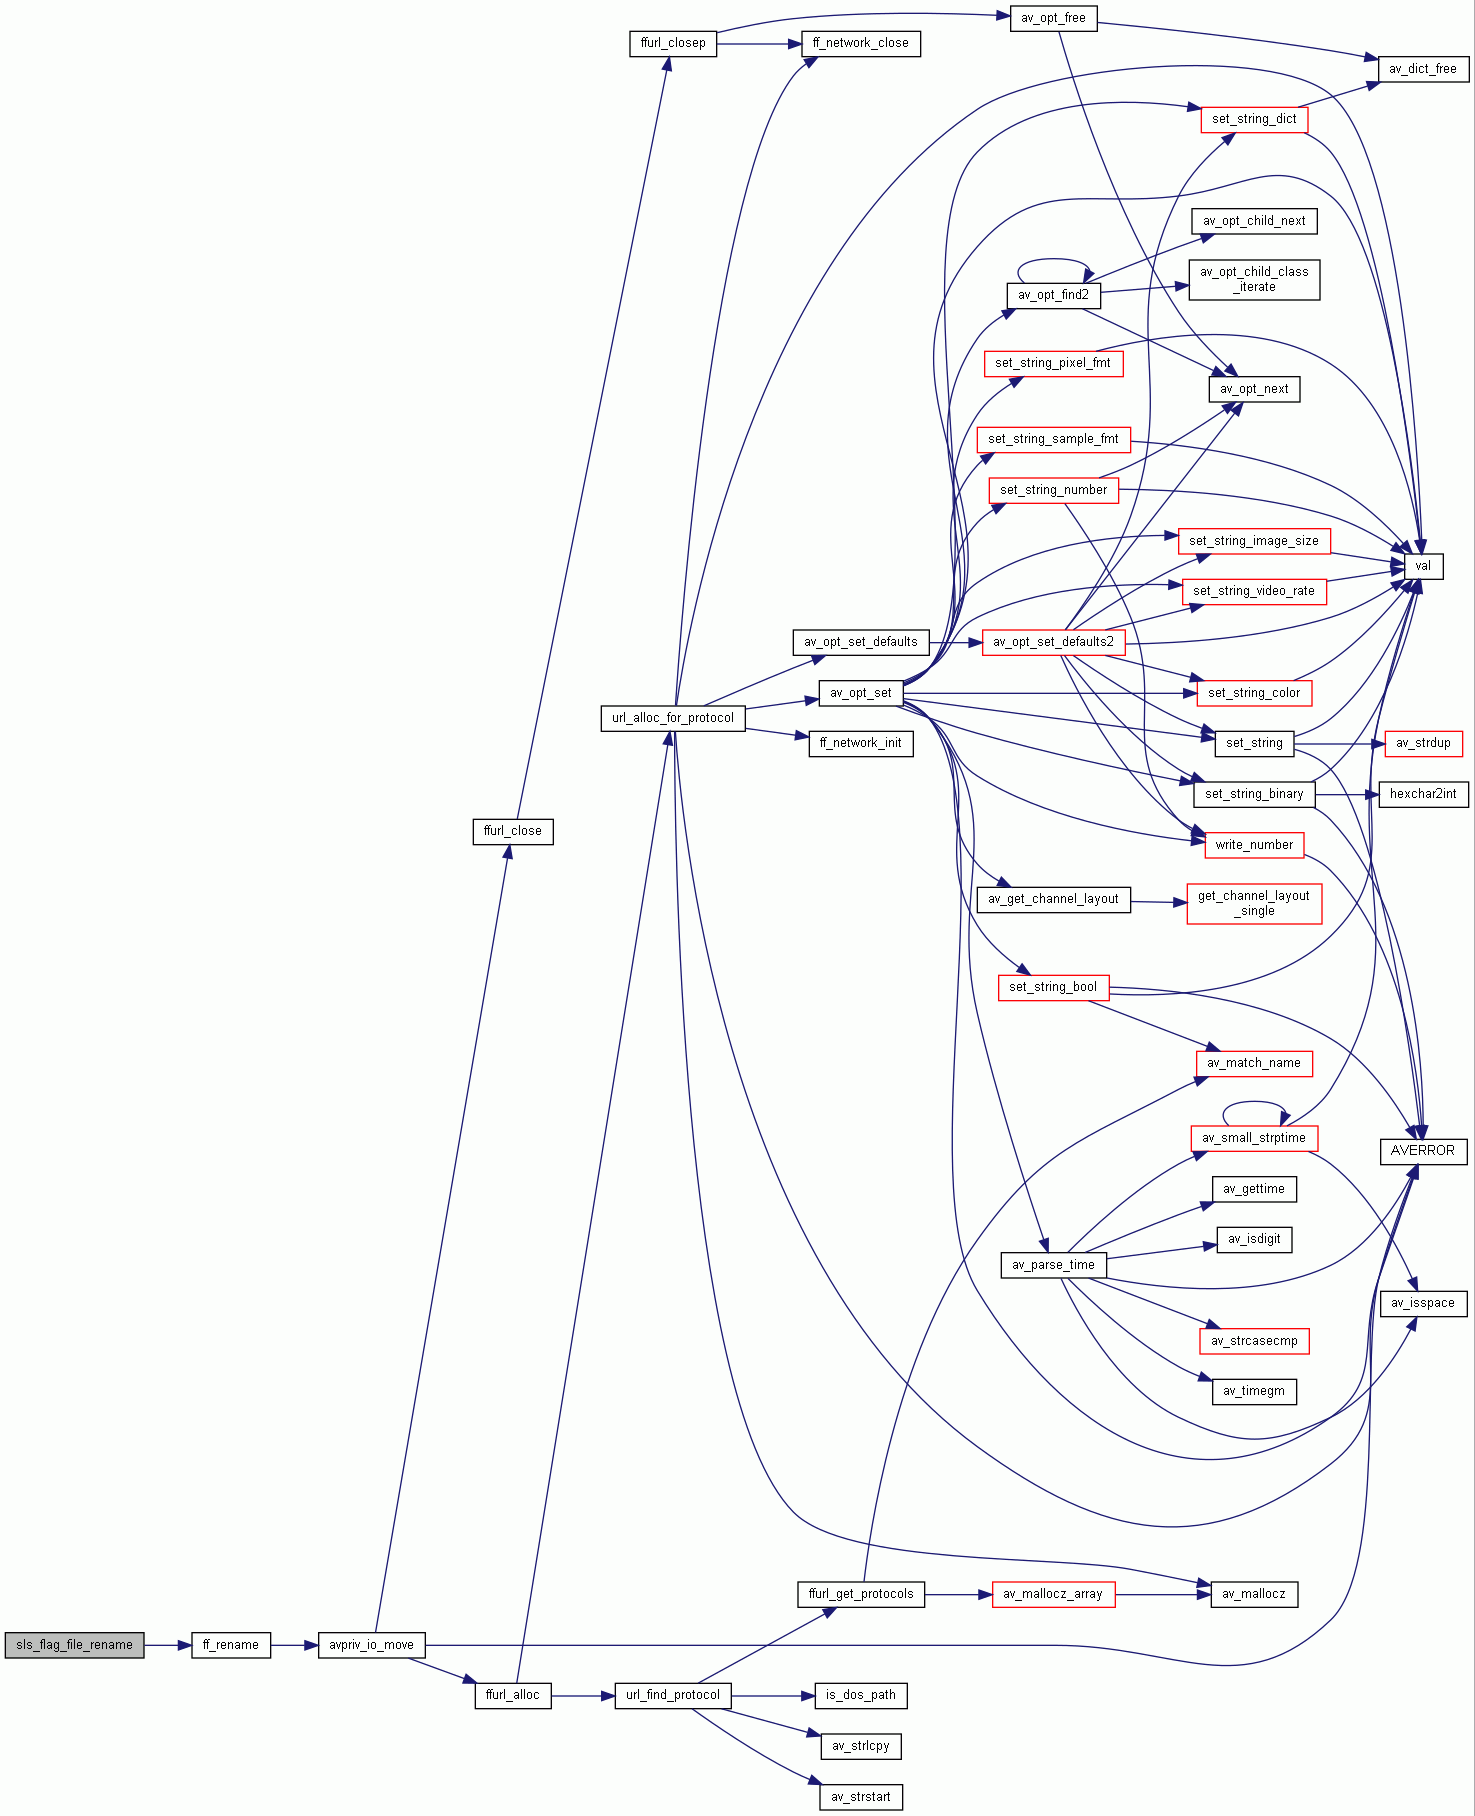 av_opt_free
ffurl_closep
ff_network_close
av_dict_free
set_string_dict
av_opt_child_next
av_opt_child_class
_iterate
av_opt_find2
set_string_pixel_fmt
av_opt_next
set_string_sample_fmt
set_string_number
set_string_image_size
val
set_string_video_rate
av_opt_set_defaults
av_opt_set_defaults2
av_opt_set
set_string_color
url_alloc_for_protocol
ff_network_init
set_string
av_strdup
set_string_binary
hexchar2int
ffurl_close
write_number
av_get_channel_layout
get_channel_layout
_single
set_string_bool
av_match_name
av_small_strptime
AVERROR
av_gettime
av_isdigit
av_parse_time
av_isspace
av_strcasecmp
av_timegm
ffurl_get_protocols
av_mallocz_array
av_mallocz
sls_flag_file_rename
ff_rename
avpriv_io_move
ffurl_alloc
url_find_protocol
is_dos_path
av_strlcpy
av_strstart